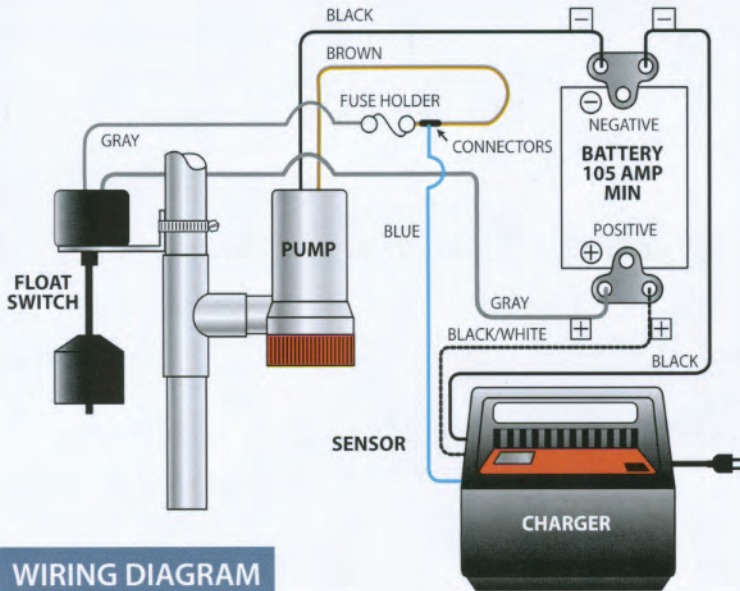 BLACK
−
−
BROWN
FUSE HOLDER
−
NEGATIVE
GRAY
CONNECTORS
BATTERY
105 AMP
MIN
POSITIVE
+
PUMP
BLUE
FLOAT
SWITCH
GRAY
+
+
BLACK/WHITE
BLACK
SENSOR
CHARGER
WIRING DIAGRAM